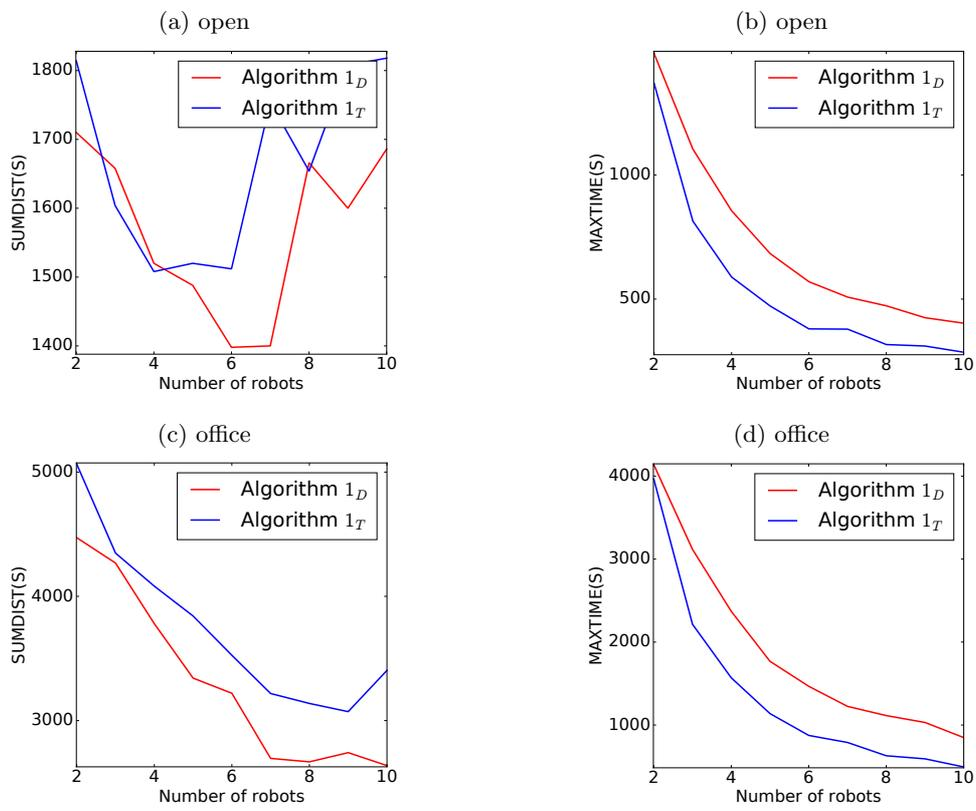 (a) open
1800
1700
1600
1500
1400
SUMDIST(S)
Algorithm 1_D
Algorithm 1_T
2 4 6 8 10
Number of robots
(b) open
1000
500
MAXTIME(S)
Algorithm 1_D
Algorithm 1_T
2 4 6 8 10
Number of robots
(c) office
5000
4000
3000
SUMDIST(S)
Algorithm 1_D
Algorithm 1_T
2 4 6 8 10
Number of robots
(d) office
4000
3000
2000
1000
MAXTIME(S)
Algorithm 1_D
Algorithm 1_T
2 4 6 8 10
Number of robots